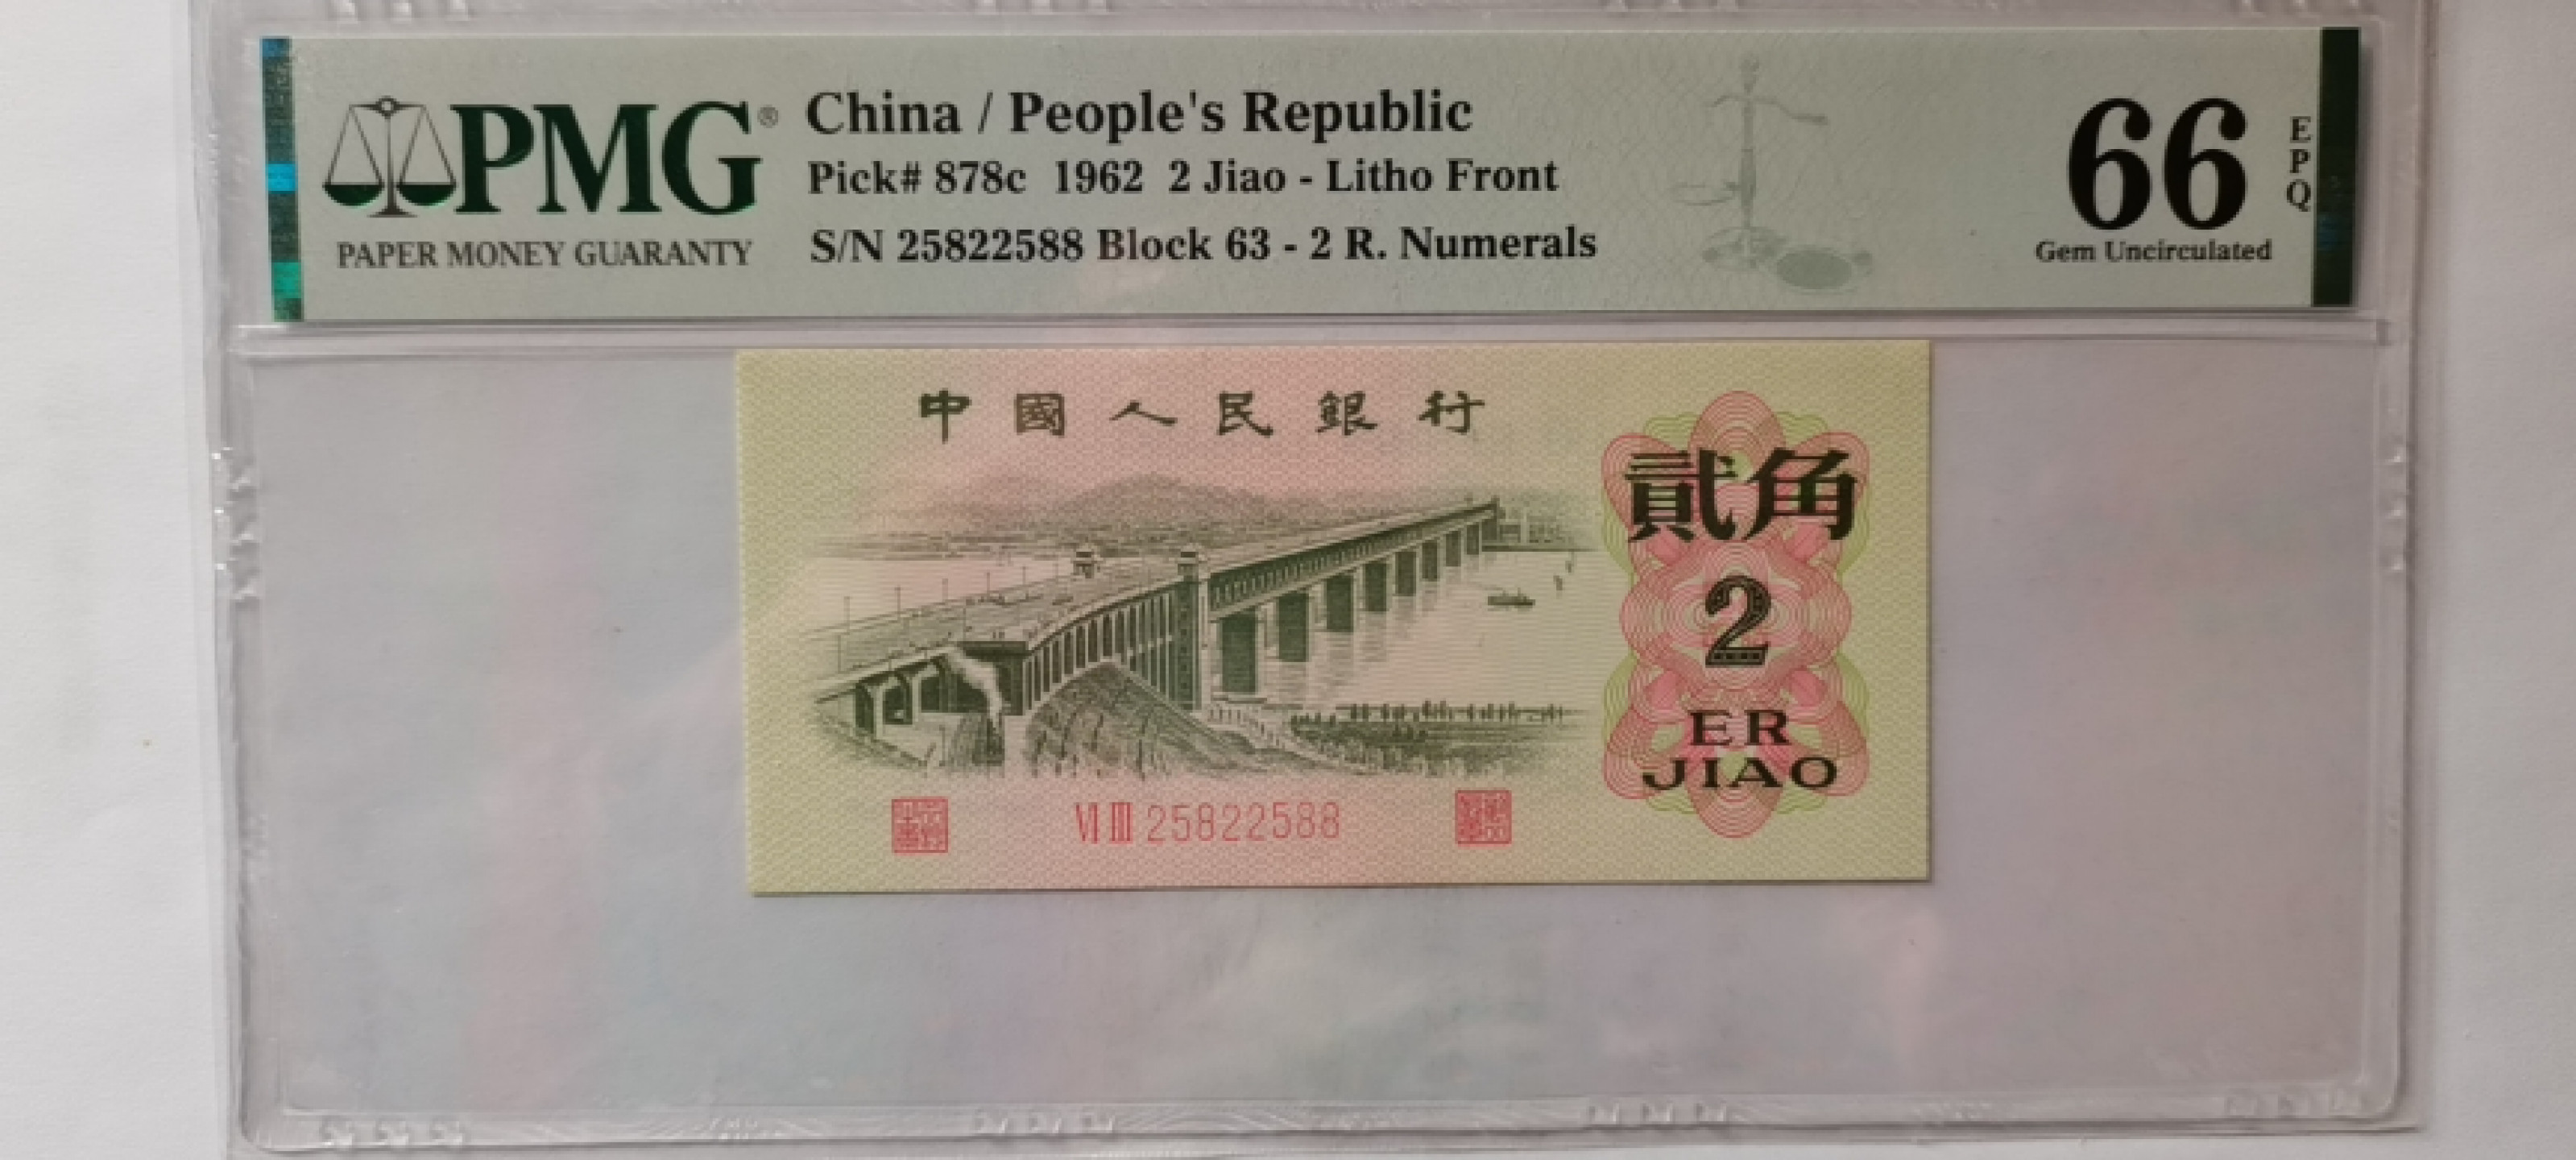 PMG®
PAPER MONEY GUARANTY
China / People's Republic
Pick# 878c 1962 2 Jiao - Litho Front
S/N 25822588 Block 63 - 2 R. Numerals
66
EPQ
Gem Uncirculated
中國人民銀行
貳角
2
ER
JIAO
VI III 25822588